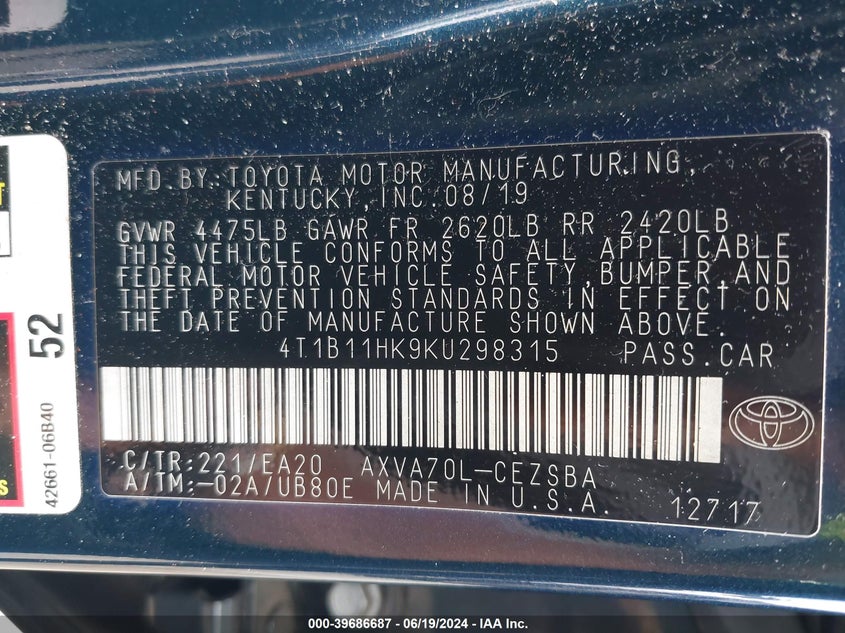 MFD.BY:TOYOTA MOTOR MANUFACTURING,
KENTUCKY,INC.08/19
GVWR 4475LB GAWR FR 2620LB RR 2420LB
THIS VEHICLE CONFORMS TO ALL APPLICABLE
FEDERAL MOTOR VEHICLE SAFETY,BUMPER,AND
THEFT PREVENTION STANDARDS IN EFFECT ON
THE DATE OF MANUFACTURE SHOWN ABOVE.
4T1B11HK9KU298315 PASS.CAR
C/TR:221/EA20 AXVA70L-CEZSBA
A/TM:-02A/UB80E MADE IN U.S.A.
12717
52
42661-06B40
000-39686687 - 06/19/2024 - IAA Inc.